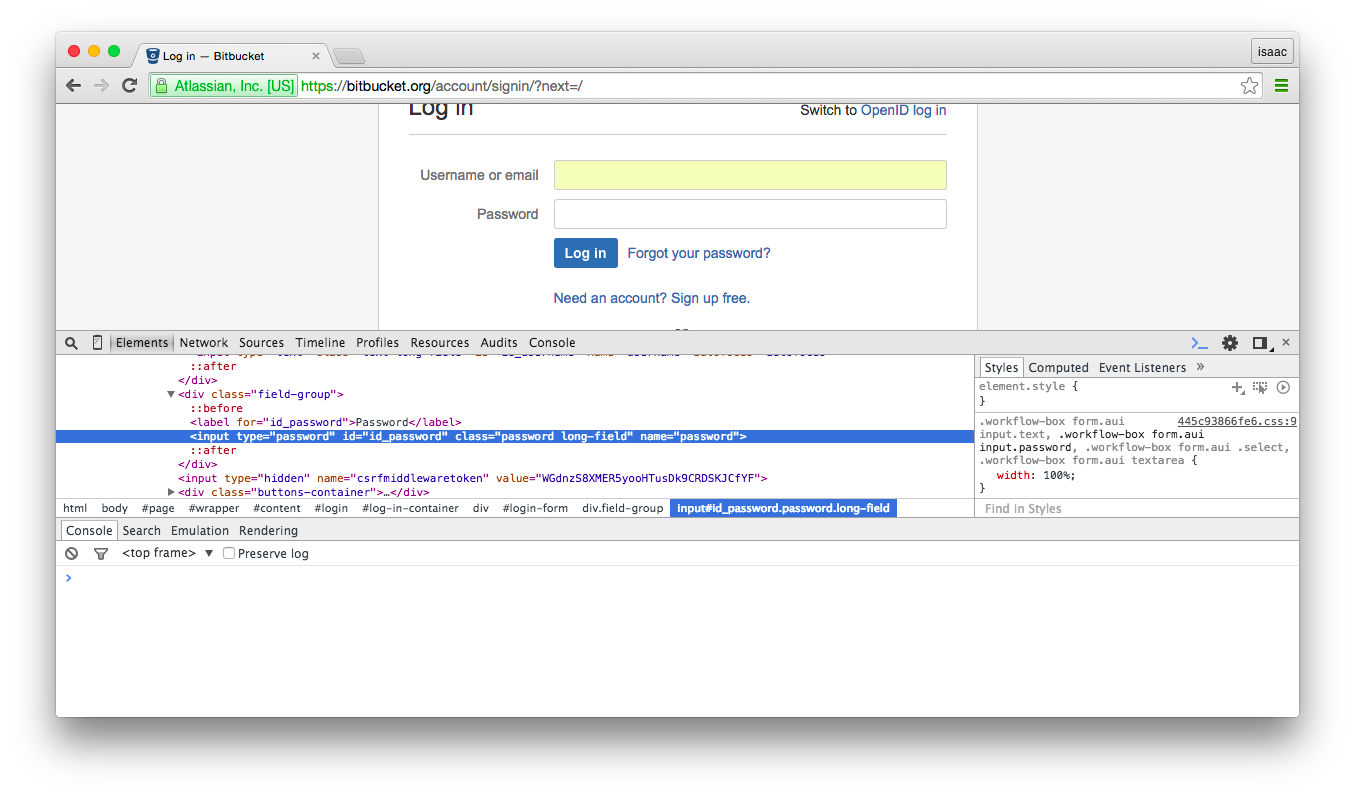 Log in — Bitbucket
isaac
Atlassian, Inc. [US] https://bitbucket.org/account/signin/?next=/
Log in
Switch to OpenID log in
Username or email
Password
Log in Forgot your password?
Need an account? Sign up free.
or
Elements Network Sources Timeline Profiles Resources Audits Console
::after
</div>
<div class="field-group">
::before
<label for="id_password">Password</label>
<input type="password" id="id_password" class="password long-field" name="password">
::after
</div>
<input type="hidden" name="csrfmiddlewaretoken" value="WGdnzS8XMER5yooHTusDk9CRDSKJCfYF">
<div class="buttons-container">…</div>
html body #page #wrapper #content #login #log-in-container div #login-form div.field-group input#id_password.password.long-field
Styles Computed Event Listeners »
element.style {
}
.workflow-box form.aui 445c93866fe6.css:9
input.text, .workflow-box form.aui
input.password, .workflow-box form.aui .select,
.workflow-box form.aui textarea {
width: 100%;
}
Find in Styles
Console Search Emulation Rendering
<top frame> ▼ Preserve log